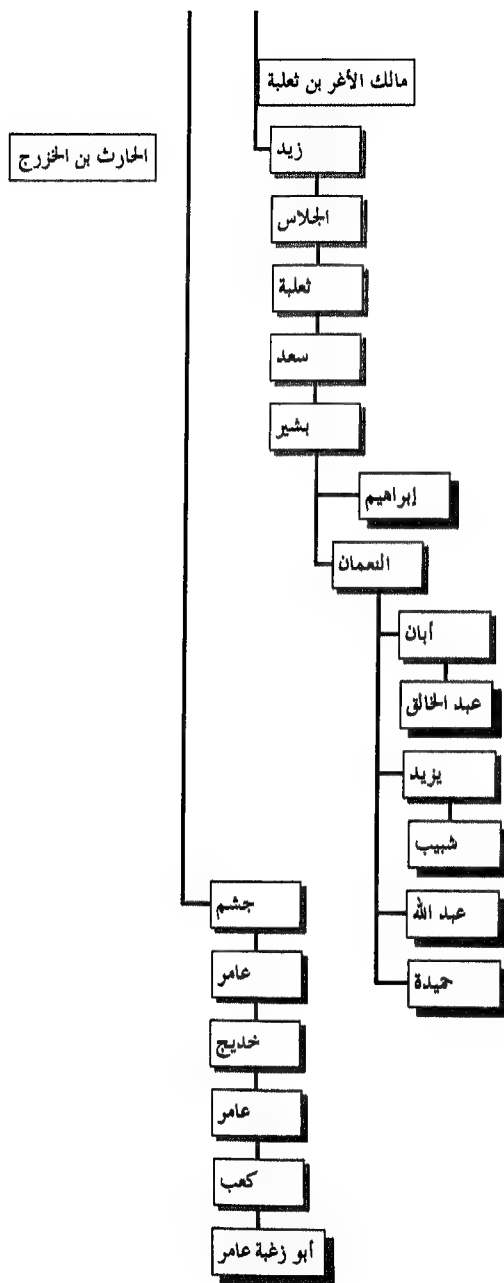 مالك الأغر بن ثعلبة
الحارث بن الخزرج
زيد
الجلاس
ثعلبة
سعد
بشير
إبراهيم
النعمان
أبان
عبد الخالق
يزيد
شبيب
عبد الله
حميدة
جشم
عامر
خديج
عامر
كعب
أبو زغبة عامر